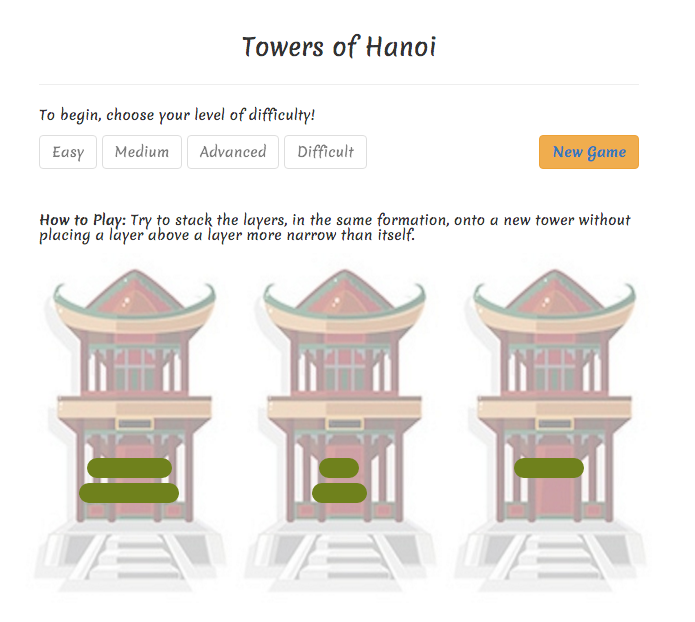 Towers of Hanoi
To begin, choose your level of difficulty!
Easy Medium Advanced Difficult New Game
How to Play: Try to stack the layers, in the same formation, onto a new tower without
placing a layer above a layer more narrow than itself.